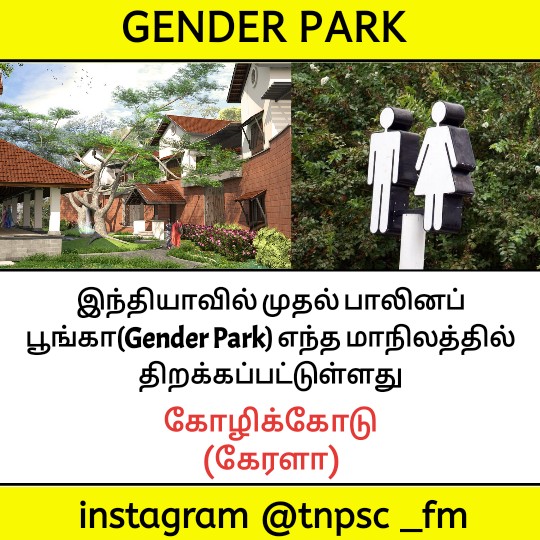 GENDER PARK
இந்தியாவில் முதல் பாலினப்
பூங்கா(Gender Park) எந்த மாநிலத்தில்
திறக்கப்பட்டுள்ளது
கோழிக்கோடு
(கேரளா)
instagram @tnpsc _fm